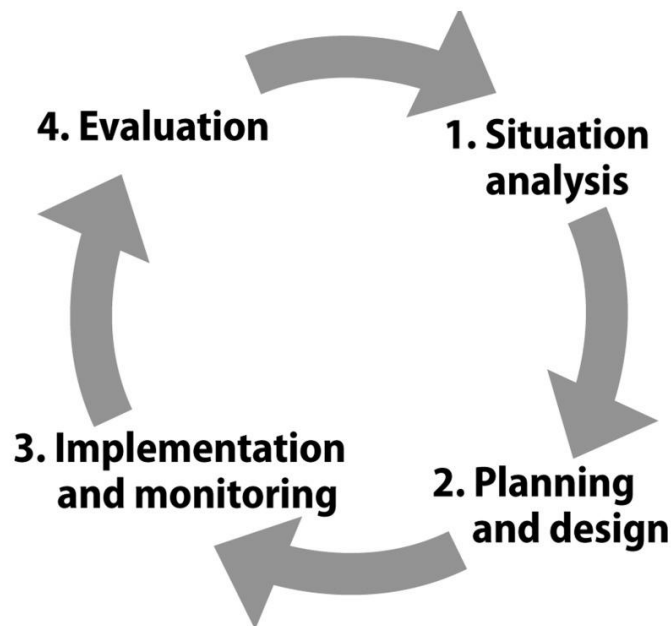 1. Situation
analysis
2. Planning
and design
3. Implementation
and monitoring
4. Evaluation